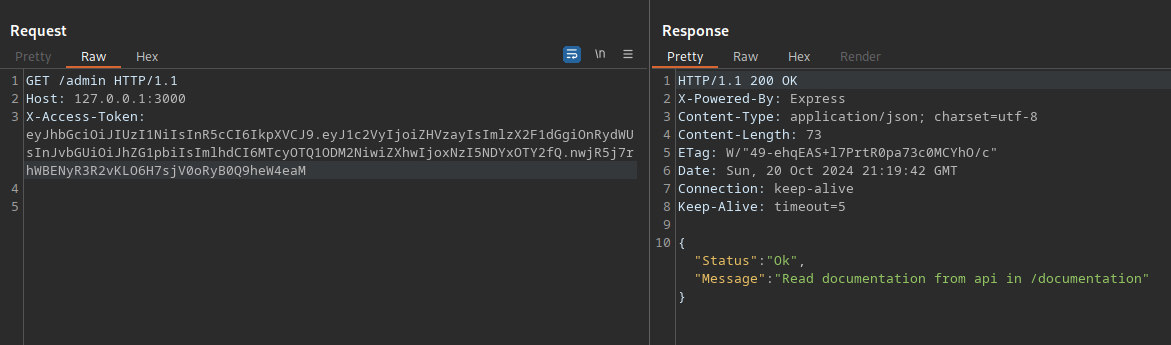 Request
Pretty Raw Hex \n
1 GET /admin HTTP/1.1
2 Host: 127.0.0.1:3000
3 X-Access-Token:
eyJhbGciOiJIUzI1NiIsInR5cCI6IkpXVCJ9.eyJ1c2VyIjoiZHVzayIsImlzX2F1dGgiOnRydWU
sInJvbGUiOiJhZG1pbiIsImlhdCI6MTcyOTQ1ODM2NiwiZXhwIjoxNzI5NDYxOTY2fQ.nwjR5j7r
hWBENyR3R2vKLO6H7sjV0oRyB0Q9heW4eaM
4
5
Response
Pretty Raw Hex Render
1 HTTP/1.1 200 OK
2 X-Powered-By: Express
3 Content-Type: application/json; charset=utf-8
4 Content-Length: 73
5 ETag: W/"49-ehqEAS+l7PrtR0pa73c0MCYhO/c"
6 Date: Sun, 20 Oct 2024 21:19:42 GMT
7 Connection: keep-alive
8 Keep-Alive: timeout=5
9
10 {
"Status":"Ok",
"Message":"Read documentation from api in /documentation"
}